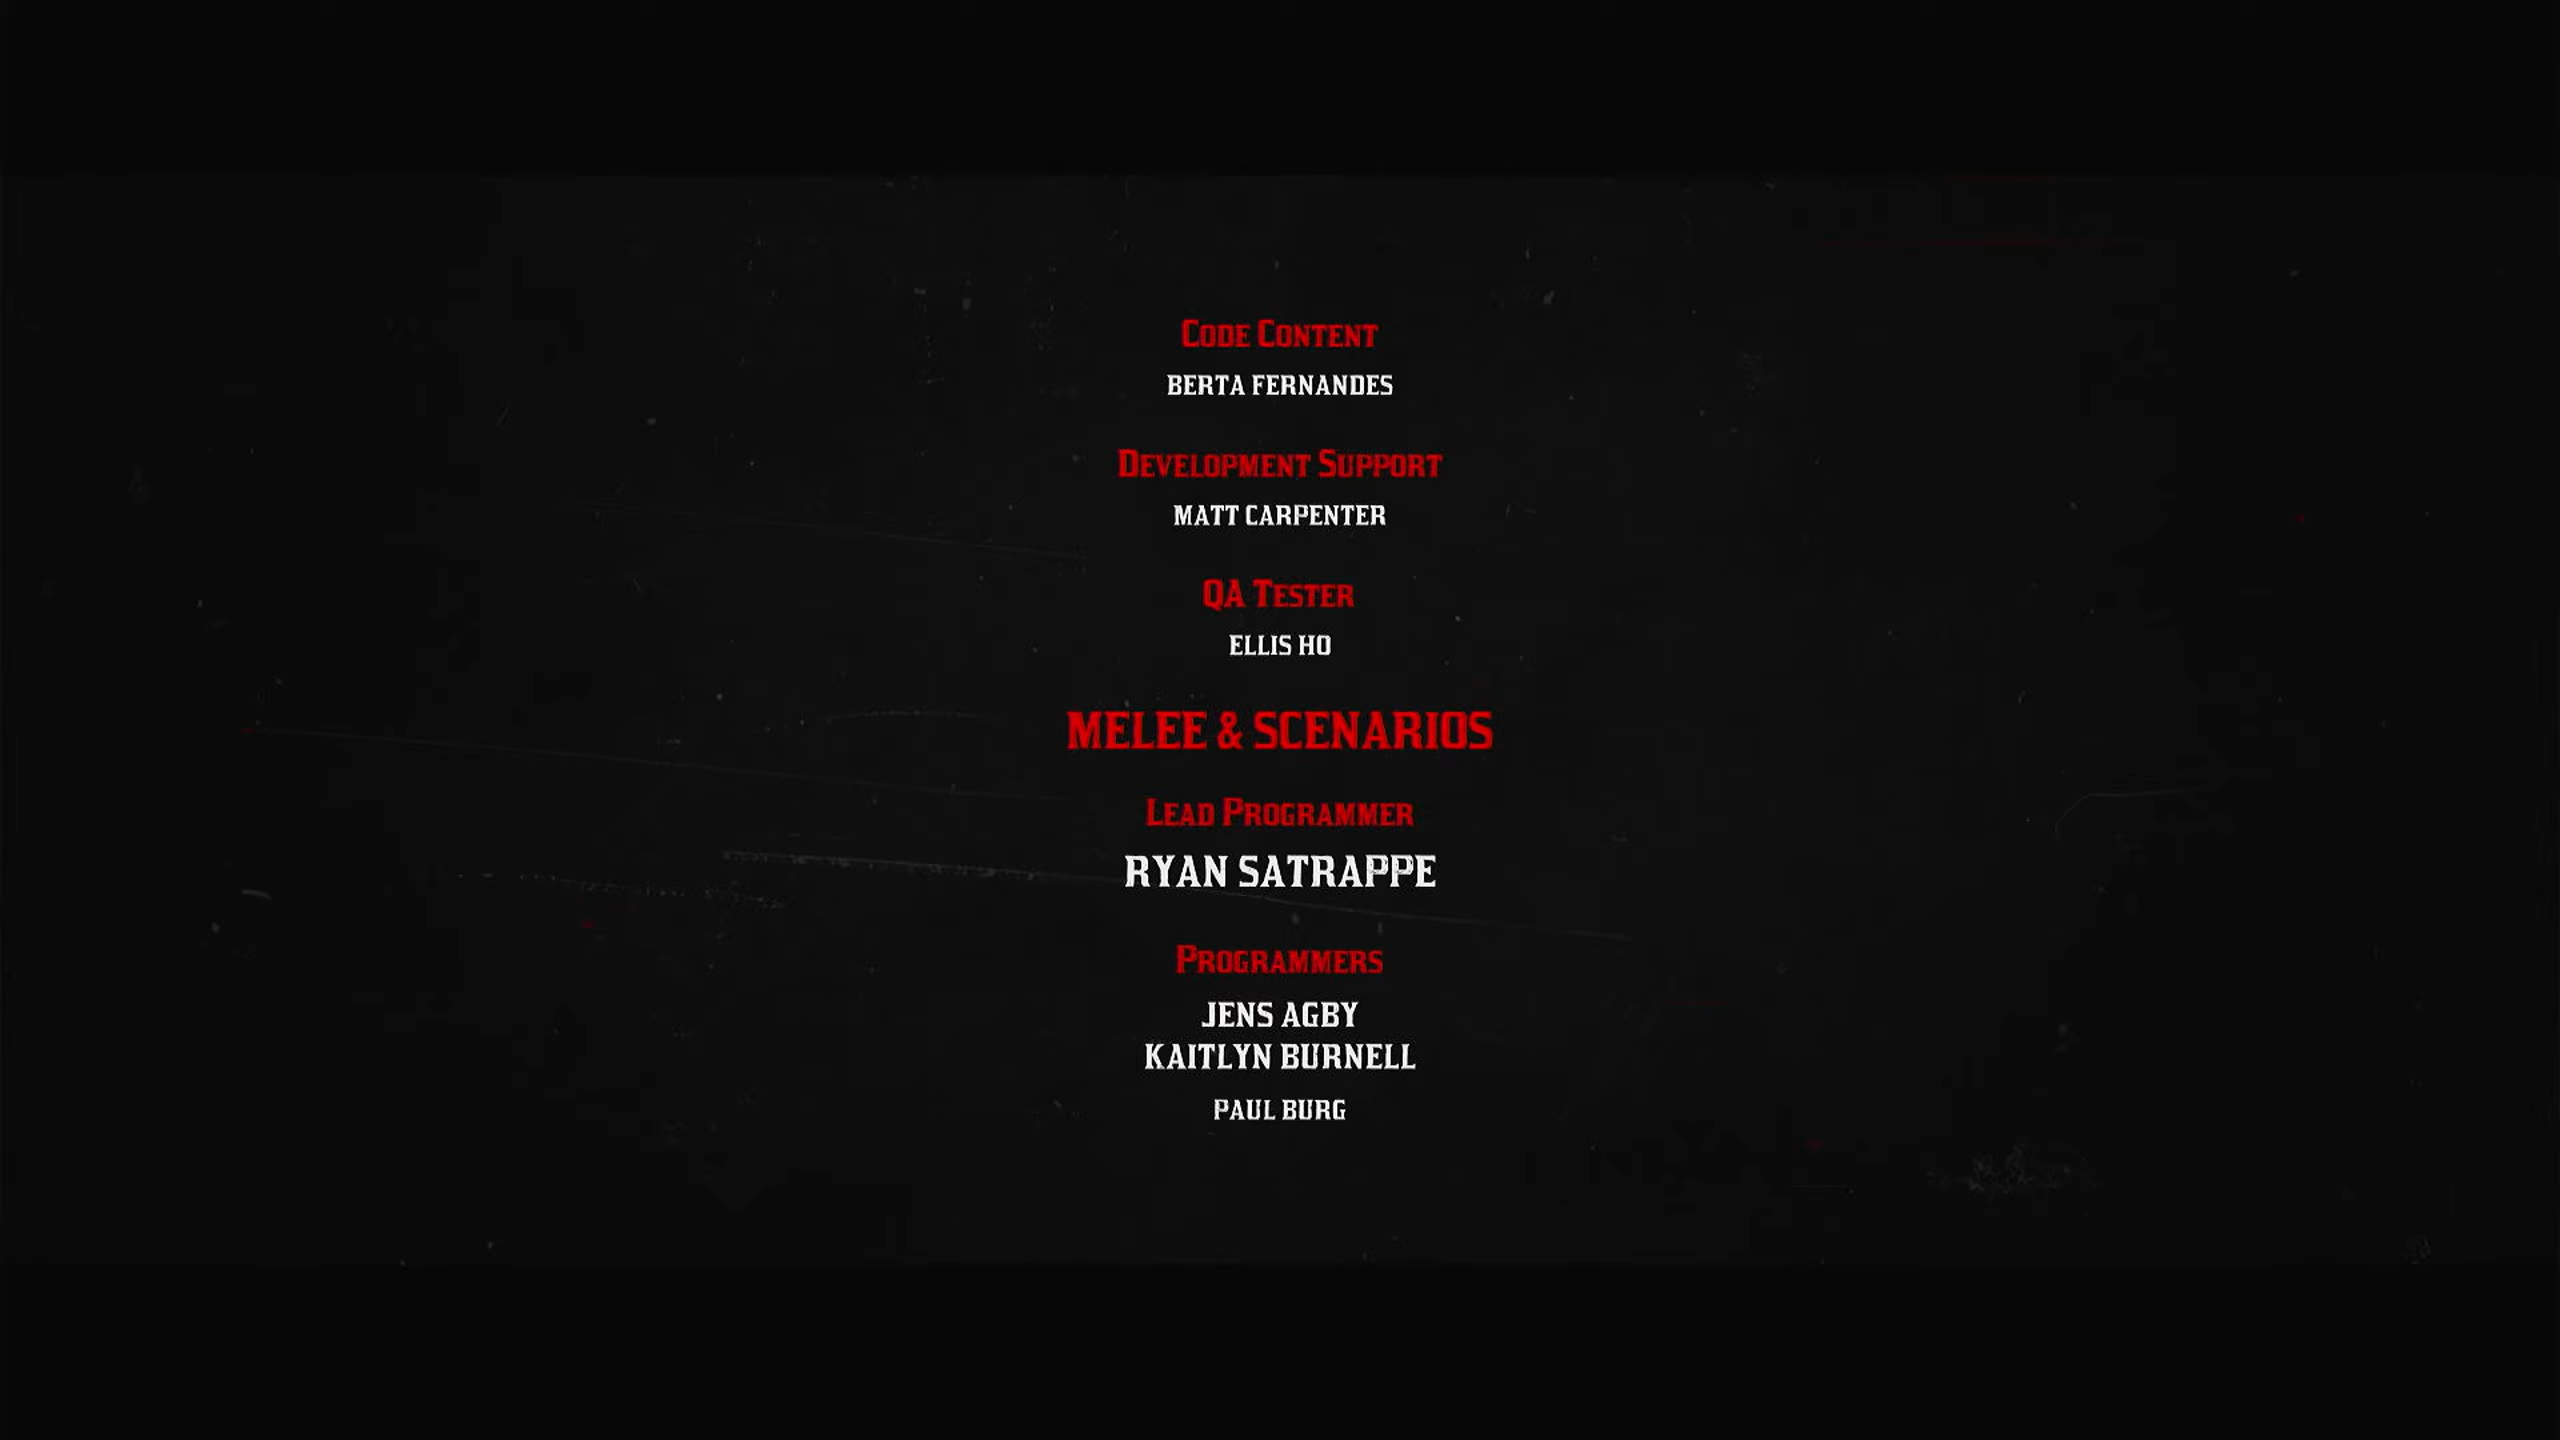 Code Content
BERTA FERNANDES
Development Support
MATT CARPENTER
QA Tester
ELLIS HO
MELEE & SCENARIOS
Lead Programmer
RYAN SATRAPPE
Programmers
JENS AGBY
KAITLYN BURNELL
PAUL BURG